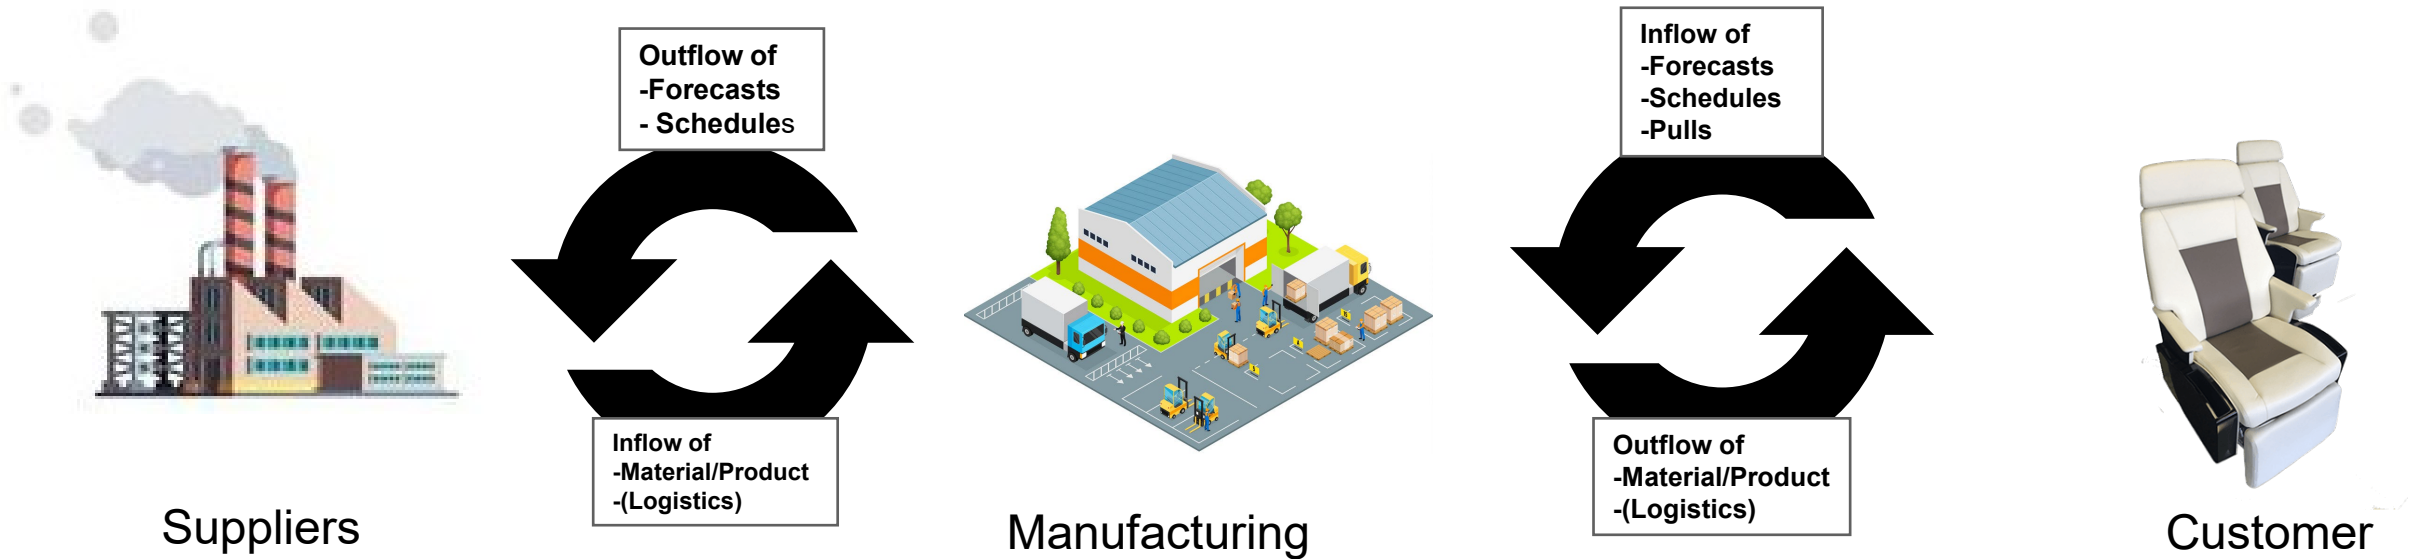 Outflow of
-Forecasts
- Schedules
Inflow of
-Forecasts
-Schedules
-Pulls
Inflow of
-Material/Product
-(Logistics)
Outflow of
-Material/Product
-(Logistics)
Suppliers
Manufacturing
Customer